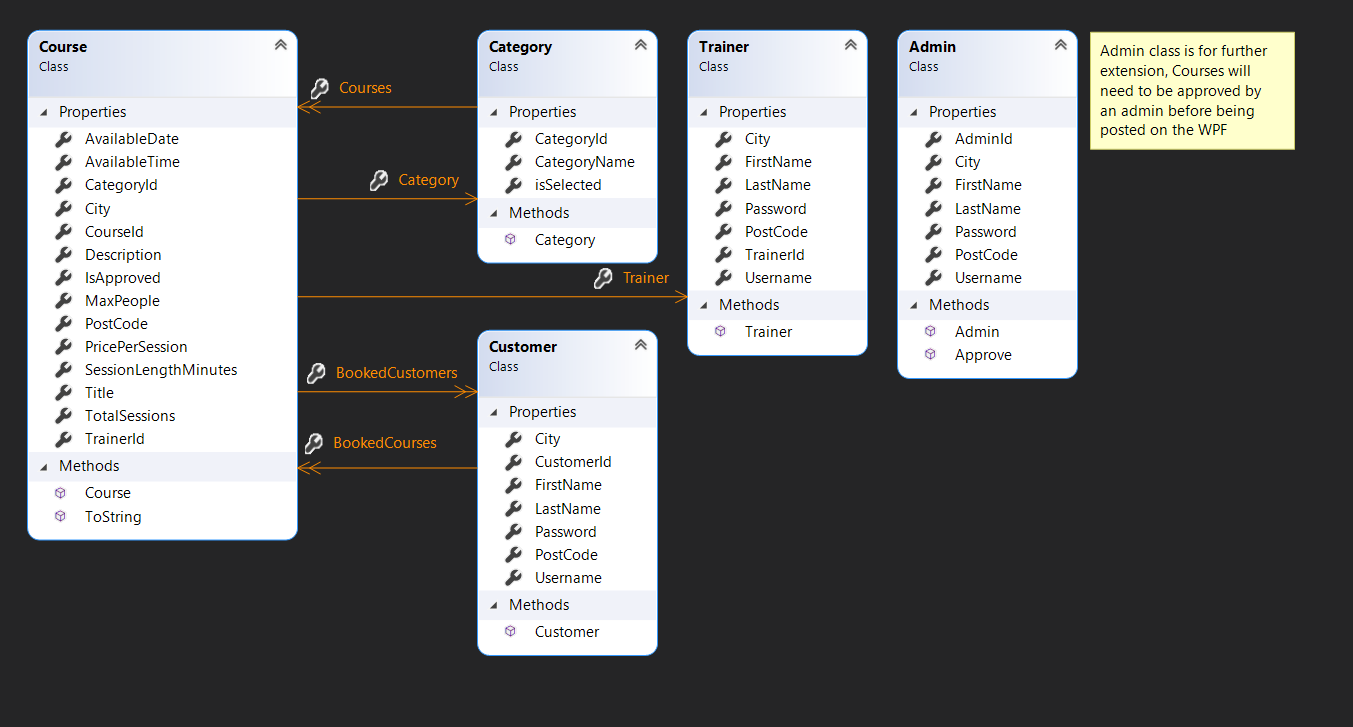 Course
Class
Properties
AvailableDate
AvailableTime
CategoryId
City
CourseId
Description
IsApproved
MaxPeople
PostCode
PricePerSession
SessionLengthMinutes
Title
TotalSessions
TrainerId
Methods
Course
ToString
Courses
Category
Trainer
BookedCustomers
BookedCourses
Category
Class
Properties
CategoryId
CategoryName
isSelected
Methods
Category
Customer
Class
Properties
City
CustomerId
FirstName
LastName
Password
PostCode
Username
Methods
Customer
Trainer
Class
Properties
City
FirstName
LastName
Password
PostCode
TrainerId
Username
Methods
Trainer
Admin
Class
Properties
AdminId
City
FirstName
LastName
Password
PostCode
Username
Methods
Admin
Approve
Admin class is for further
extension, Courses will
need to be approved by
an admin before being
posted on the WPF